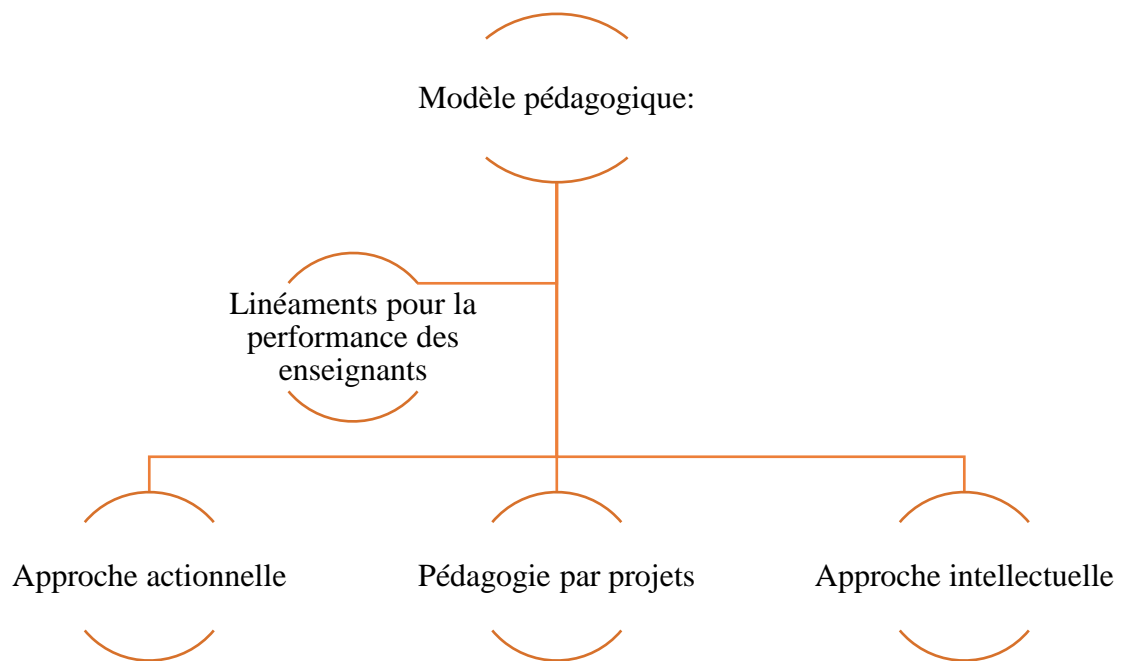 Modèle pédagogique:
Linéaments pour la
performance des
enseignants
Approche actionnelle
Pédagogie par projets
Approche intellectuelle